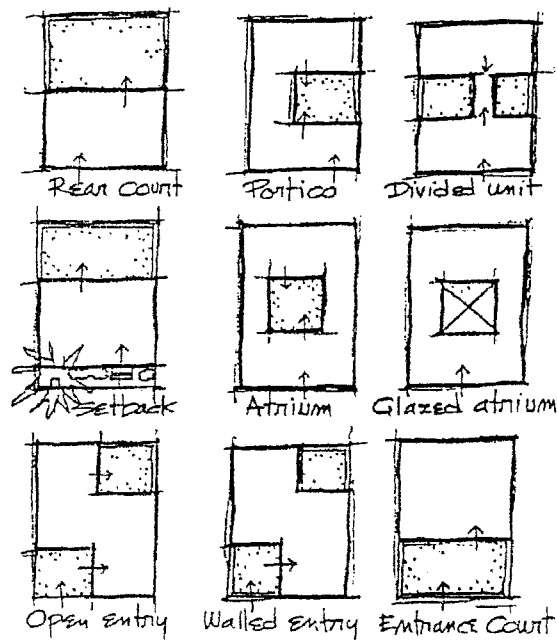 Rear Court
Portico
Divided unit
Setback
Atrium
Glazed atrium
Open entry
Walled entry
Entrance Court